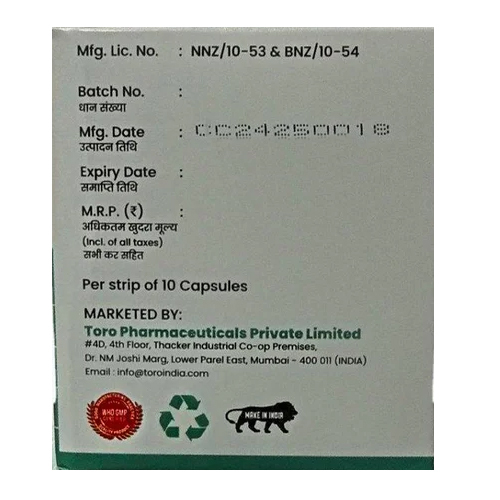 Mfg. Lic. No. : NNZ/10-53 & BNZ/10-54
Batch No. :
धान संख्या
Mfg. Date : CC24250018
उत्पादन तिथि
Expiry Date :
समाप्ति तिथि
M.R.P. (₹) :
अधिकतम खुदरा मूल्य
(Incl. of all taxes)
सभी कर सहित
Per strip of 10 Capsules
MARKETED BY:
Toro Pharmaceuticals Private Limited
#4D, 4th Floor, Thacker Industrial Co-op Premises,
Dr. NM Joshi Marg, Lower Parel East, Mumbai - 400 011 (INDIA)
Email : info@toroindia.com
WHO GMP
MAKE IN INDIA